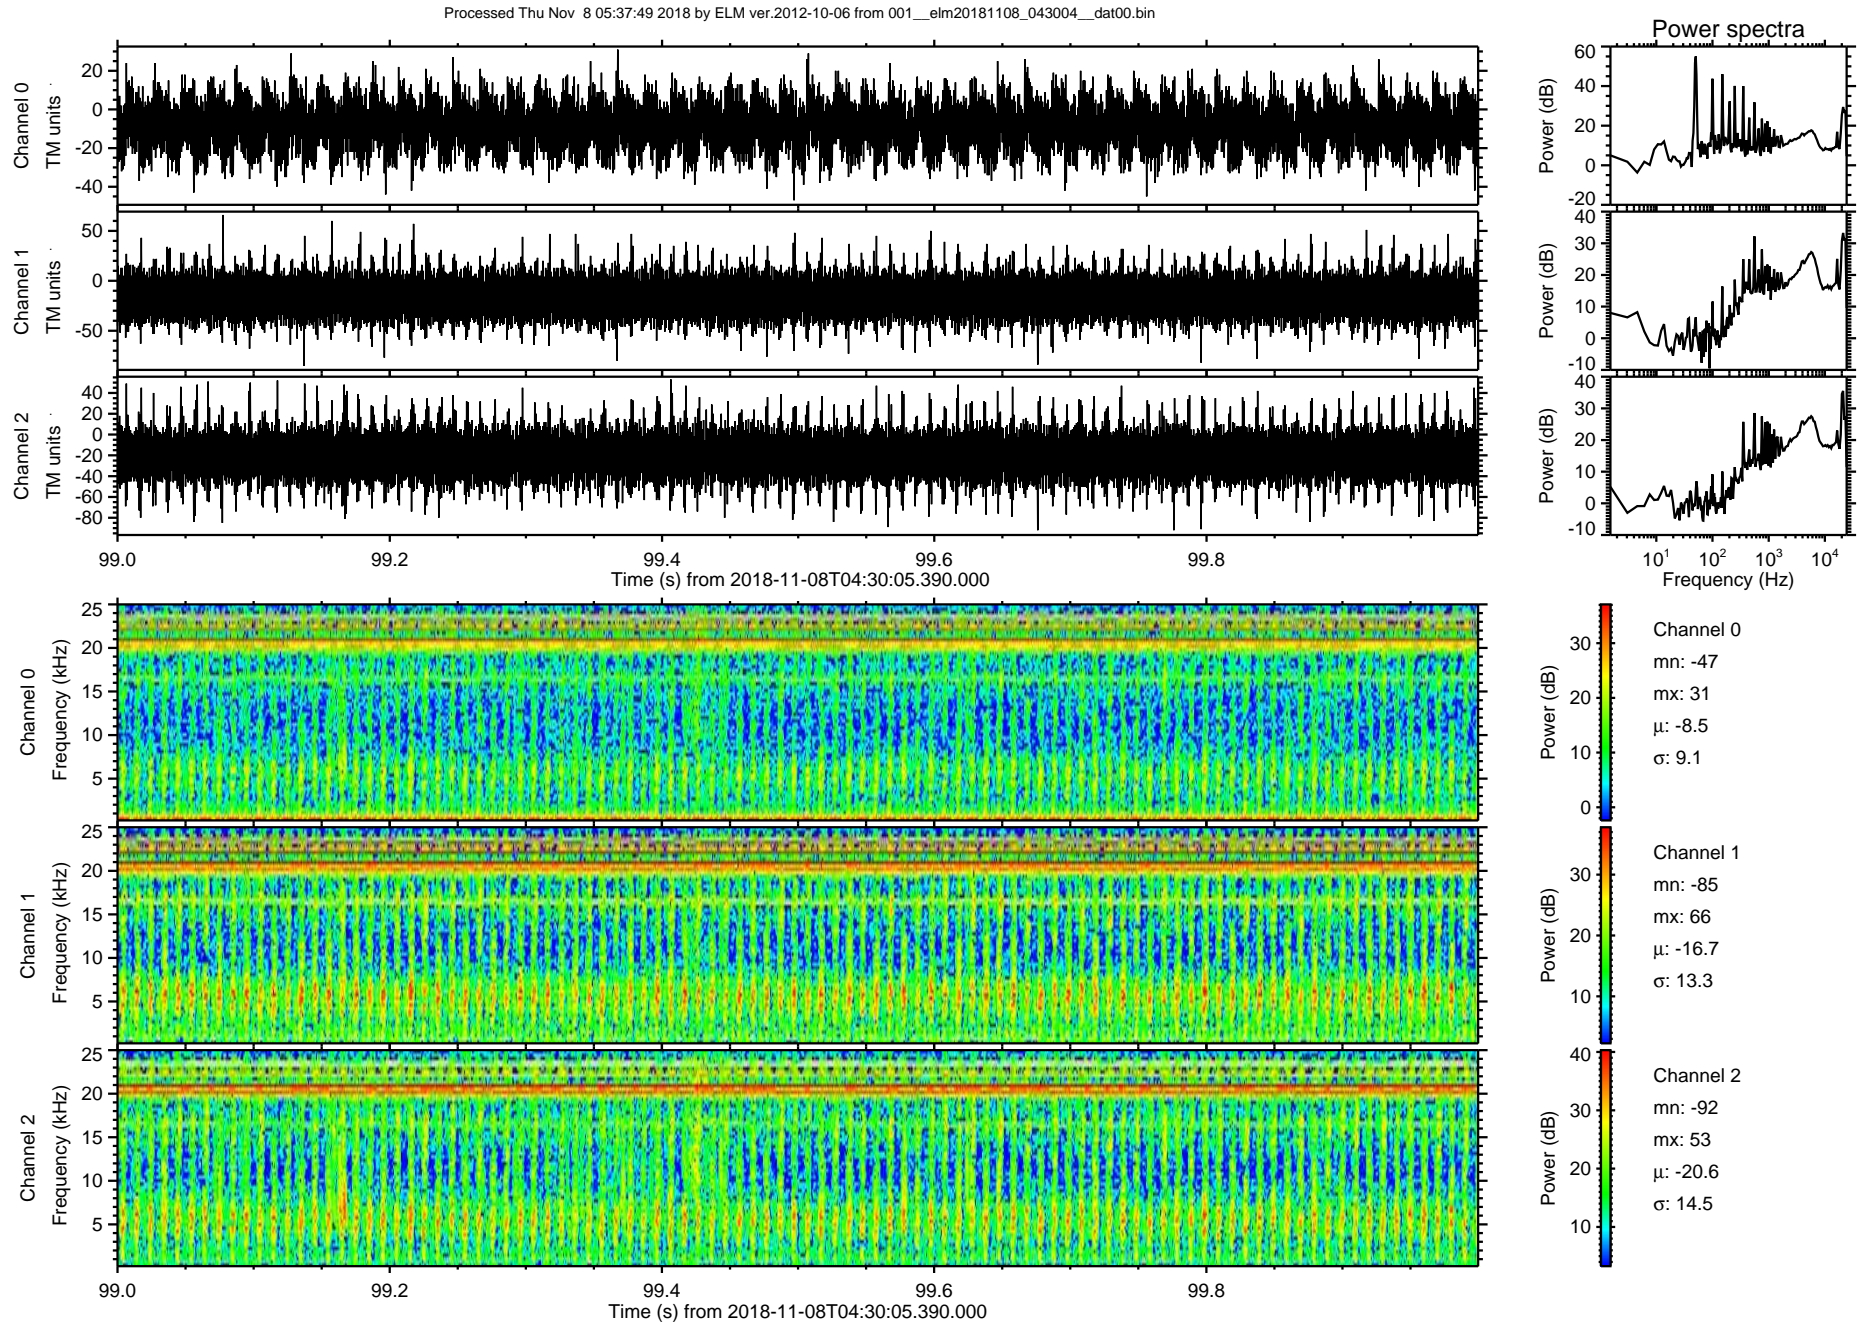 Processed Thu Nov  8 05:37:49 2018 by ELM ver.2012-10-06 from 001__elm20181108_043004__dat00.bin
Power spectra
Channel 0
TM units
20
0
-20
-40
Power (dB)
60
40
20
0
-20
Channel 1
TM units
50
0
-50
Power (dB)
40
30
20
10
0
-10
Channel 2
TM units
40
20
0
-20
-40
-60
-80
Power (dB)
40
30
20
10
0
-10
99.0 99.2 99.4 99.6 99.8
Time (s) from 2018-11-08T04:30:05.390.000
10^1 10^2 10^3 10^4
Frequency (Hz)
Channel 0
Frequency (kHz)
25
20
15
10
5
Power (dB)
30
20
10
0
Channel 0
mn: -47
mx: 31
μ: -8.5
σ: 9.1
Channel 1
Frequency (kHz)
25
20
15
10
5
Power (dB)
30
20
10
Channel 1
mn: -85
mx: 66
μ: -16.7
σ: 13.3
Channel 2
Frequency (kHz)
25
20
15
10
5
Power (dB)
40
30
20
10
Channel 2
mn: -92
mx: 53
μ: -20.6
σ: 14.5
99.0 99.2 99.4 99.6 99.8
Time (s) from 2018-11-08T04:30:05.390.000